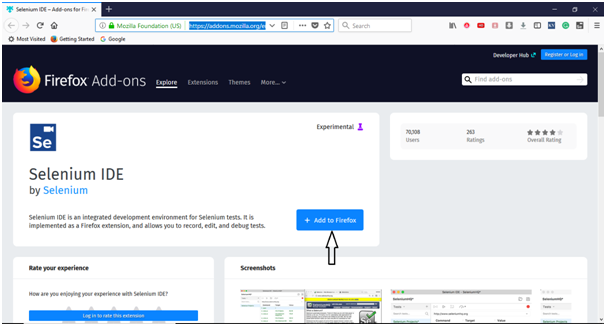 Selenium IDE – Add-ons for Fi
Mozilla Foundation (US)
https://addons.mozilla.org/e
Search
Most Visited
Getting Started
Google
Developer Hub
Register or Log in
Firefox Add-ons
Explore
Extensions
Themes
More...
Find add-ons
Se
Experimental
Selenium IDE
by Selenium
Selenium IDE is an integrated development environment for Selenium tests. It is
implemented as a Firefox extension, and allows you to record, edit, and debug tests.
+ Add to Firefox
70,108
Users
263
Ratings
Overall Rating
Rate your experience
How are you enjoying your experience with Selenium IDE?
Log in to rate this extension
Screenshots
Command
Target
Value